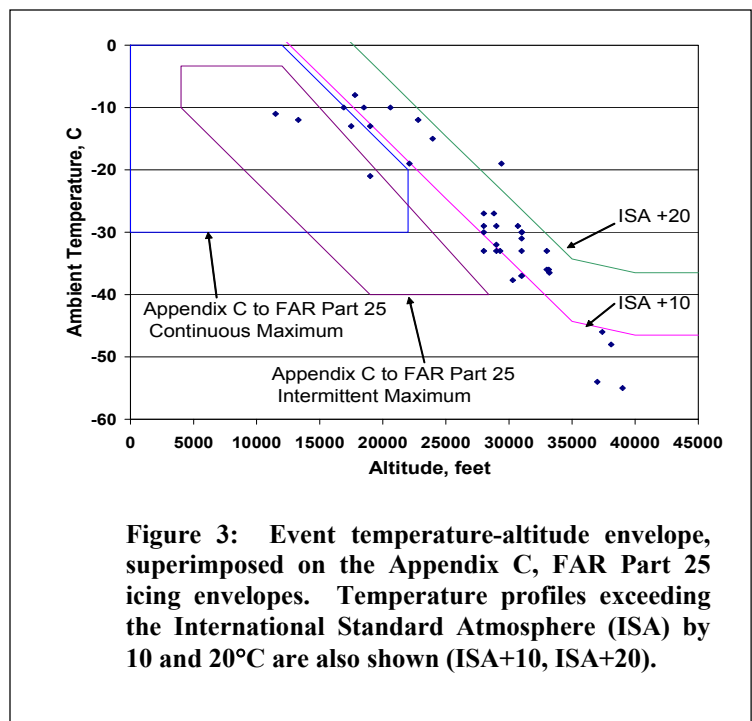 0
-10
-20
-30
-40
-50
-60
Ambient Temperature, C
ISA +20
ISA +10
Appendix C to FAR Part 25
Continuous Maximum
Appendix C to FAR Part 25
Intermittent Maximum
0 5000 10000 15000 20000 25000 30000 35000 40000 45000
Altitude, feet
Figure 3: Event temperature-altitude envelope,
superimposed on the Appendix C, FAR Part 25
icing envelopes. Temperature profiles exceeding
the International Standard Atmosphere (ISA) by
10 and 20°C are also shown (ISA+10, ISA+20).